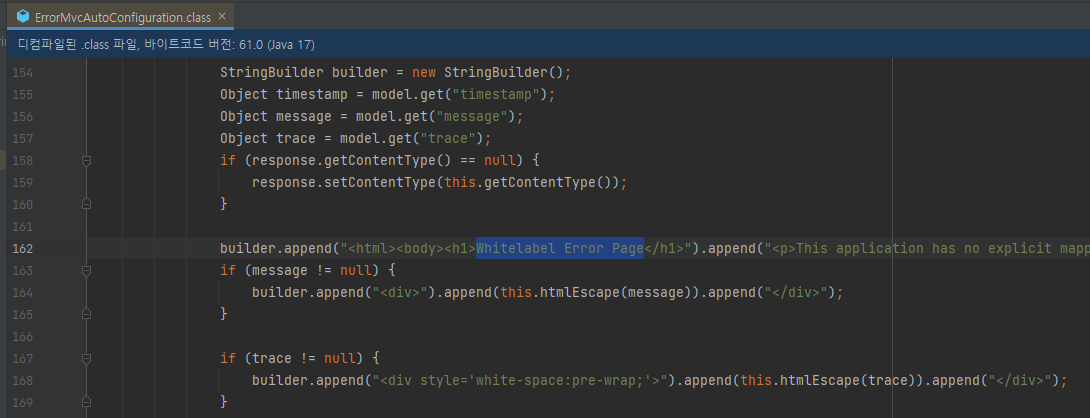 ErrorMvcAutoConfiguration.class ×
디컴파일된 .class 파일, 바이트코드 버전: 61.0 (Java 17)
154 StringBuilder builder = new StringBuilder();
155 Object timestamp = model.get("timestamp");
156 Object message = model.get("message");
157 Object trace = model.get("trace");
158 if (response.getContentType() == null) {
159 response.setContentType(this.getContentType());
160 }
161
162 builder.append("<html><body><h1>Whitelabel Error Page</h1>").append("<p>This application has no explicit mapp
163 if (message != null) {
164 builder.append("<div>").append(this.htmlEscape(message)).append("</div>");
165 }
166
167 if (trace != null) {
168 builder.append("<div style='white-space:pre-wrap;'>").append(this.htmlEscape(trace)).append("</div>");
169 }